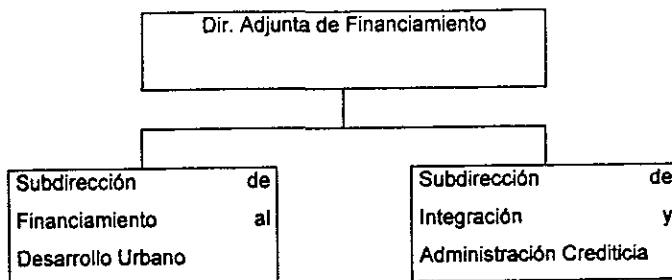 Dir. Adjunta de Financiamiento
Subdirección de
Financiamiento al
Desarrollo Urbano
Subdirección de
Integración y
Administración Crediticia